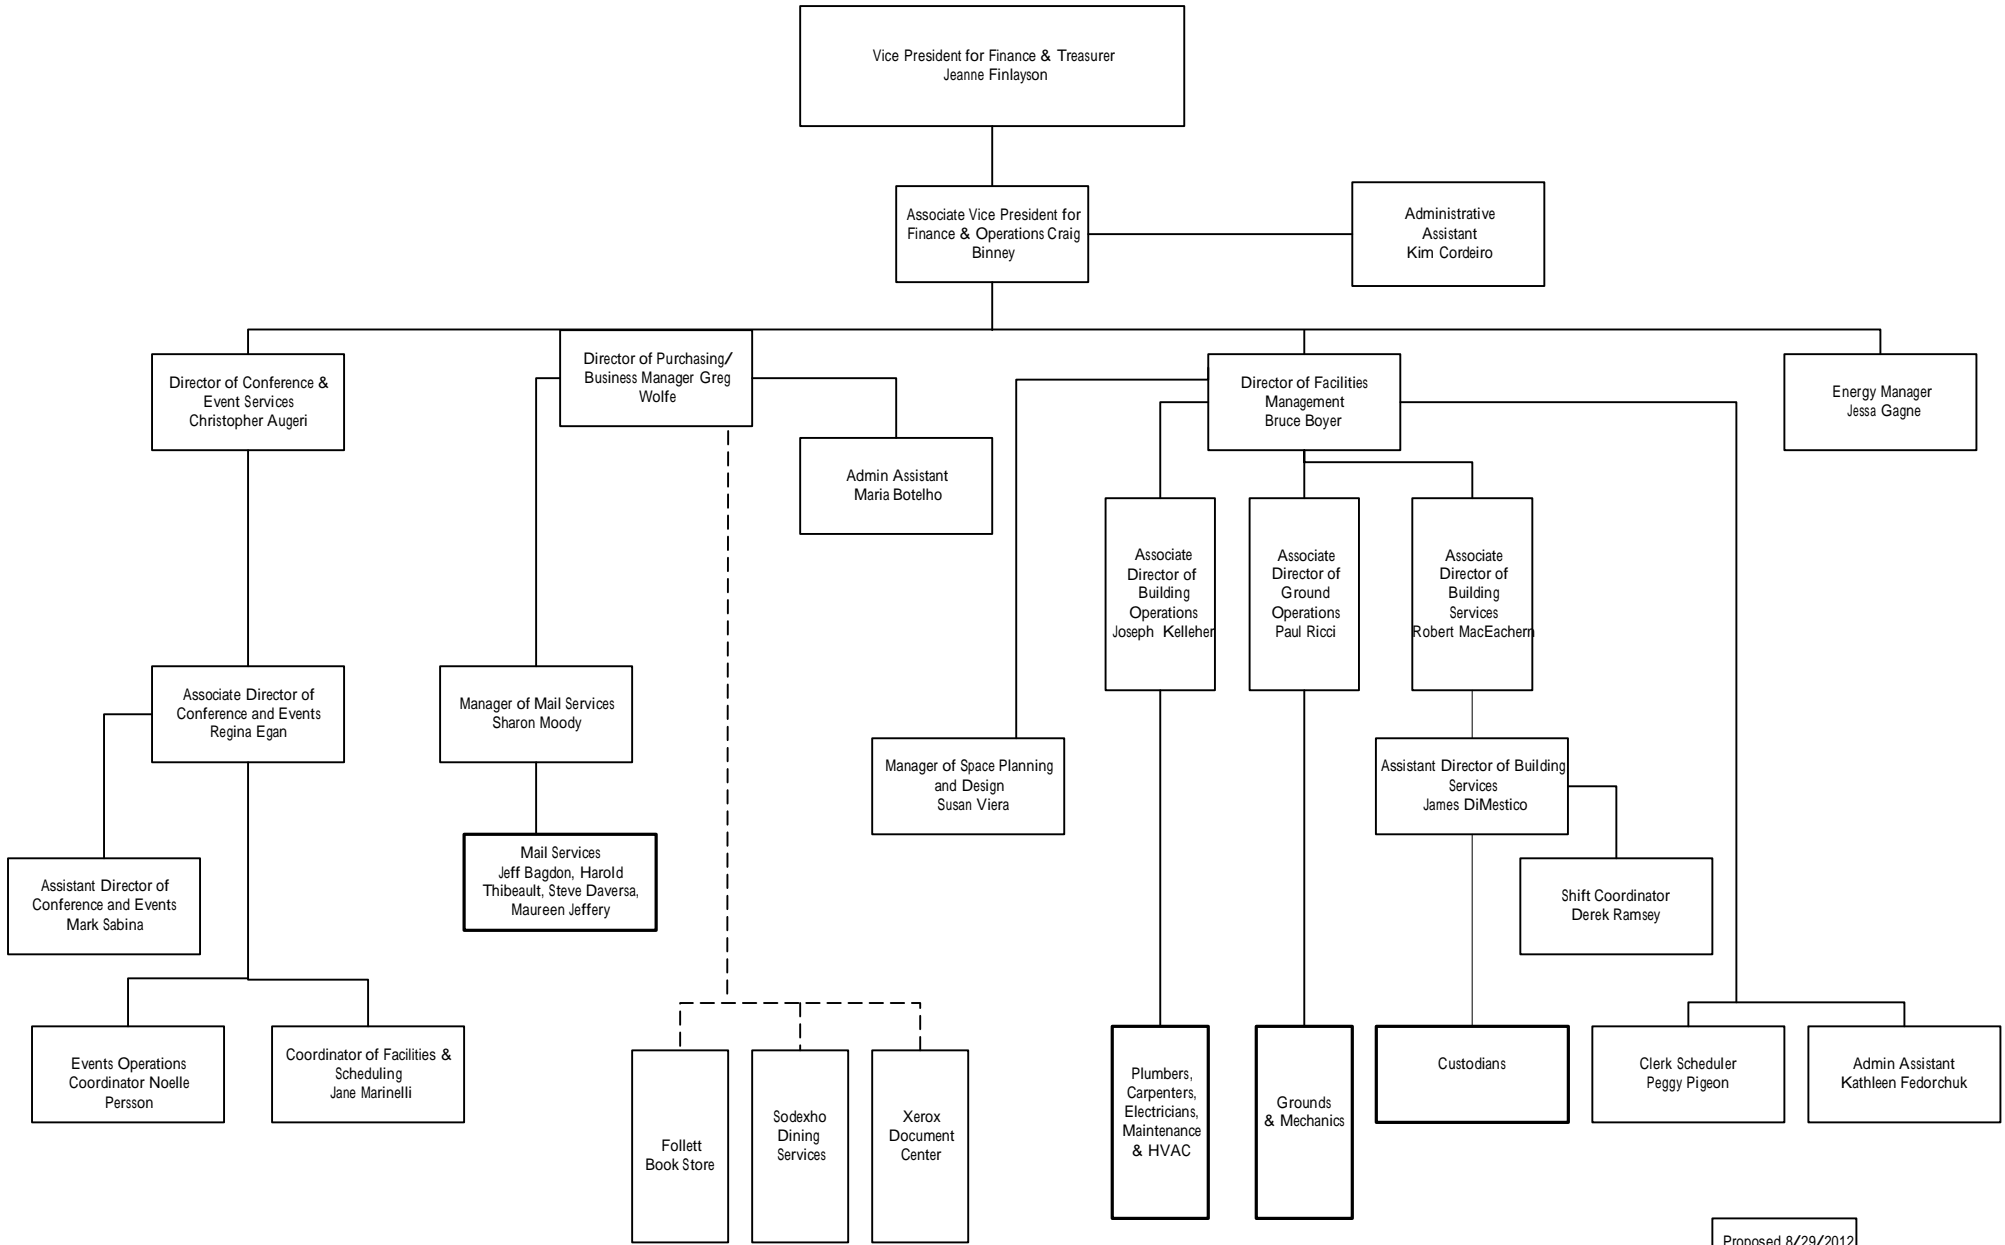 Vice President for Finance & Treasurer
Jeanne Finlayson
Associate Vice President for
Finance & Operations Craig
Binney
Administrative
Assistant
Kim Cordeiro
Director of Conference &
Event Services
Christopher Augeri
Director of Purchasing/
Business Manager Greg
Wolfe
Director of Facilities
Management
Bruce Boyer
Energy Manager
Jessa Gagne
Admin Assistant
Maria Botelho
Associate
Director of
Building
Operations
Joseph Kelleher
Associate
Director of
Ground
Operations
Paul Ricci
Associate
Director of
Building
Services
Robert MacEachern
Associate Director of
Conference and Events
Regina Egan
Manager of Mail Services
Sharon Moody
Manager of Space Planning
and Design
Susan Viera
Assistant Director of Building
Services
James DiMestico
Mail Services
Jeff Bagdon, Harold
Thibeault, Steve Daversa,
Maureen Jeffery
Assistant Director of
Conference and Events
Mark Sabina
Shift Coordinator
Derek Ramsey
Events Operations
Coordinator Noelle
Persson
Coordinator of Facilities &
Scheduling
Jane Marinelli
Follett
Book Store
Sodexho
Dining
Services
Xerox
Document
Center
Plumbers,
Carpenters,
Electricians,
Maintenance
& HVAC
Grounds
& Mechanics
Custodians
Clerk Scheduler
Peggy Pigeon
Admin Assistant
Kathleen Fedorchuk
Proposed 8/29/2012